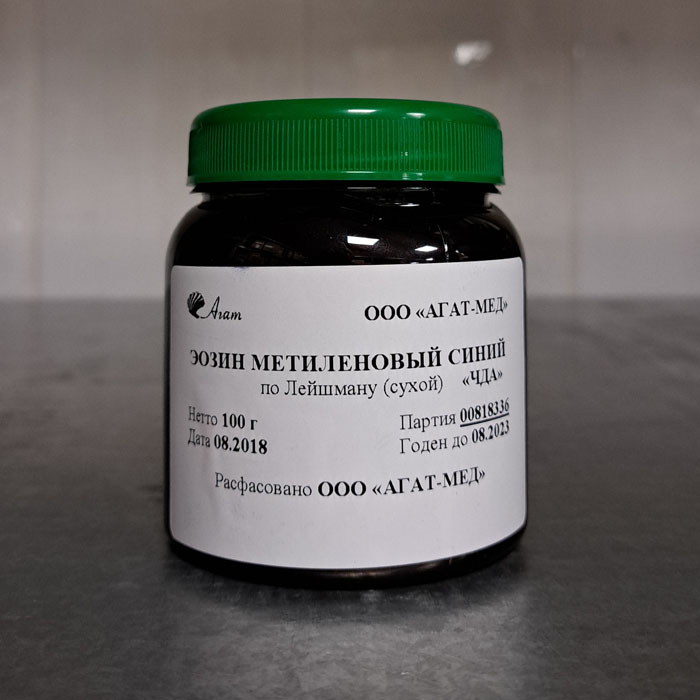 Агат
ООО «АГАТ-МЕД»
ЭОЗИН МЕТИЛЕНОВЫЙ СИНИЙ
по Лейшману (сухой) «ЧДА»
Нетто 100 г
Партия 00818336
Дата 08.2018
Годен до 08.2023
Расфасовано ООО «АГАТ-МЕД»